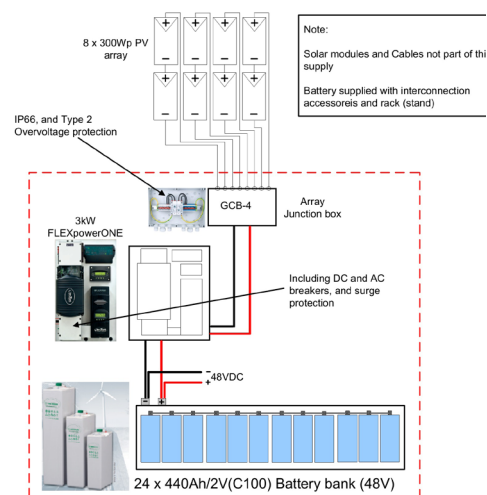 8 x 300Wp PV
array
Note:
Solar modules and Cables not part of thi
supply
Battery supplied with interconnection
accessoreis and rack (stand)
IP66, and Type 2
Overvoltage protection
GCB-4
Array
Junction box
3kW
FLEXpowerONE
Including DC and AC
breakers, and surge
protection
48VDC
24 x 440Ah/2V(C100) Battery bank (48V)